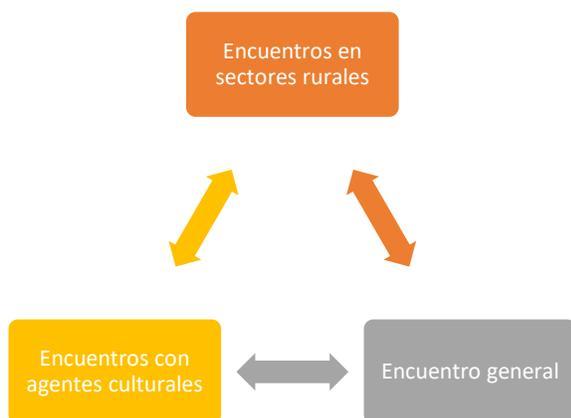 Encuentros en
sectores rurales
Encuentros con
agentes culturales
Encuentro general